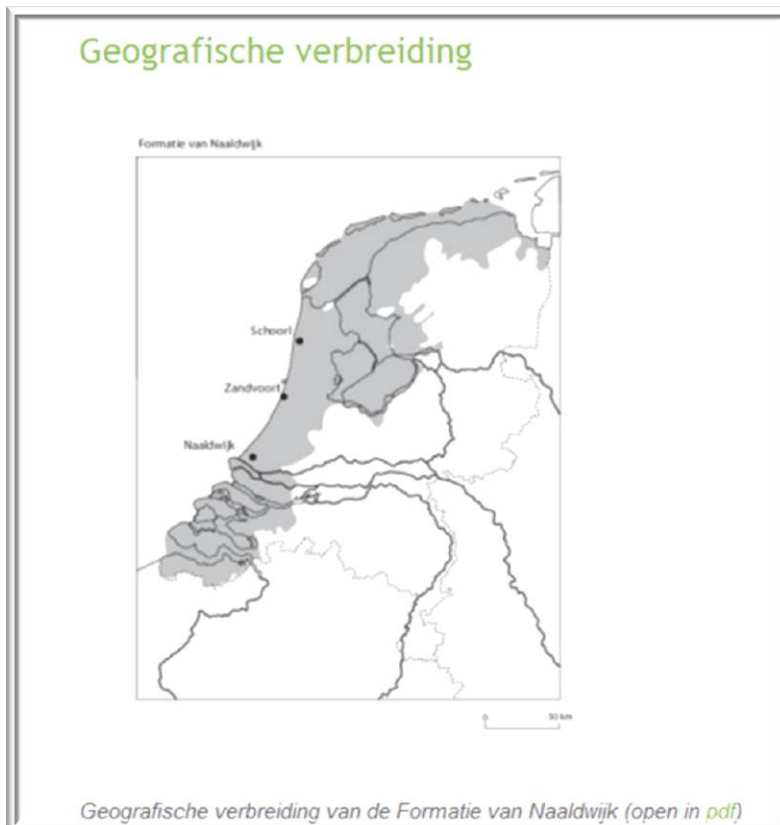 Geografische verbreiding
Formatie van Naaldwijk
Schoorl
Zandvoort
Naaldwijk
0 30 km
Geografische verbreiding van de Formatie van Naaldwijk (open in pdf)